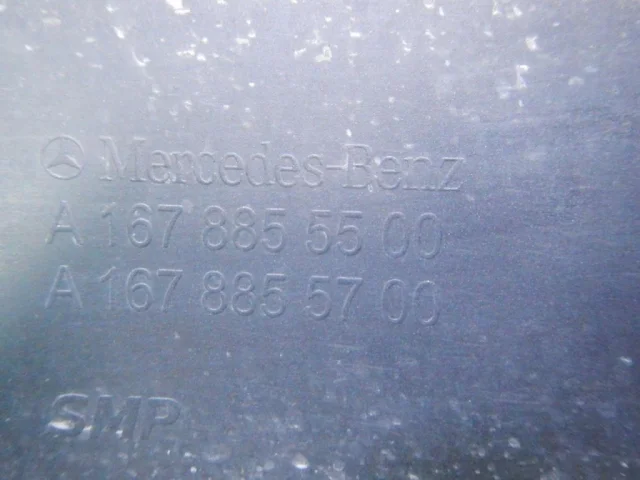 Mercedes-Benz
A 167 885 55 00
A 167 885 57 00
SMP